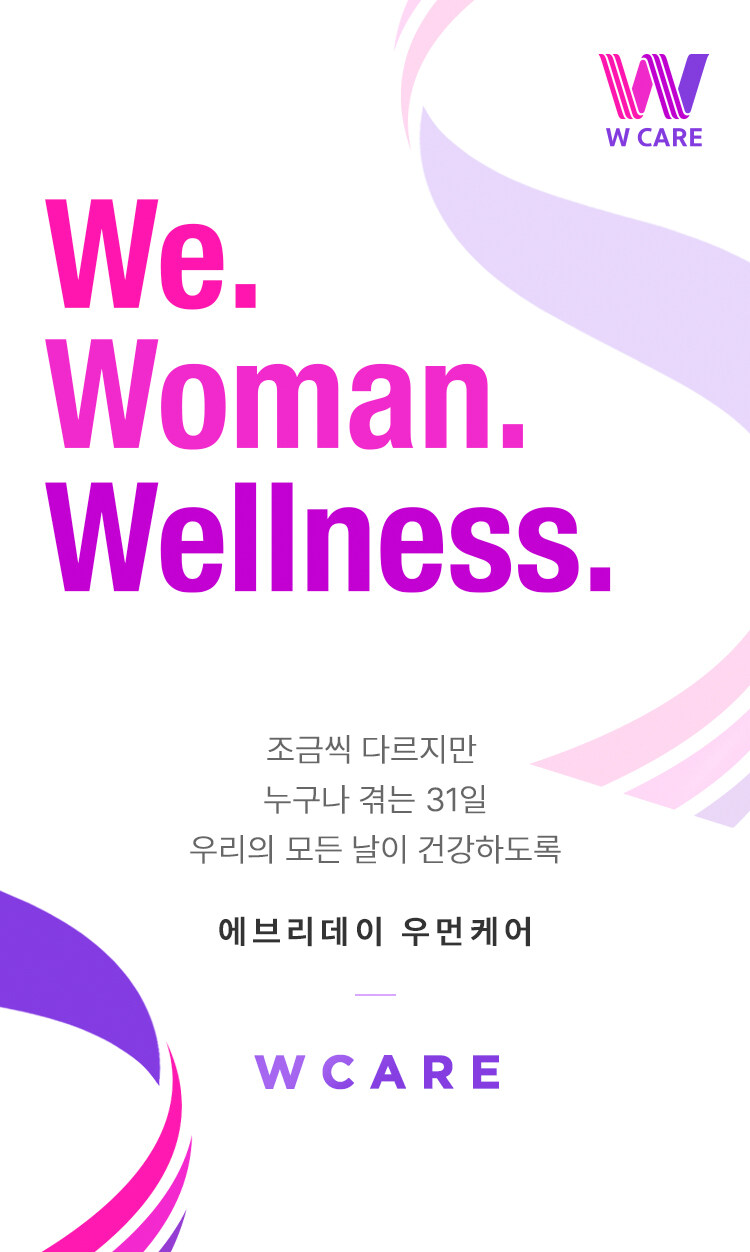 W CARE
We.
Woman.
Wellness.
조금씩 다르지만
누구나 겪는 31일
우리의 모든 날이 건강하도록
에브리데이 우먼케어
WCARE